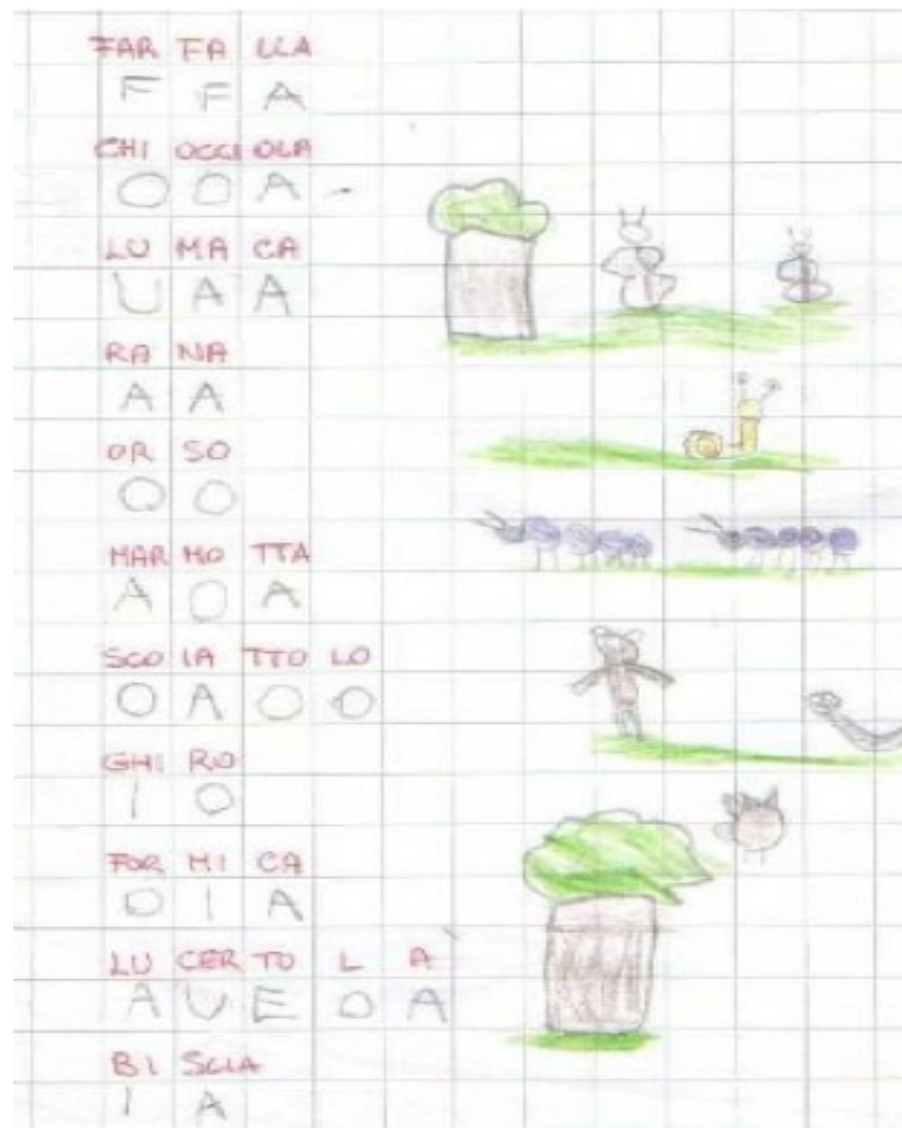 FAR FA LLA
F F A
CHI OCCI OLA
O O A
LU MA CA
U A A
RA NA
A A
OR SO
O O
MAR MO TTA
A O A
SCO IA TTO LO
O A O O
GHI RO
I O
FOR MI CA
O I A
LU CER TO L A
A U E O A
BI SCIA
I A